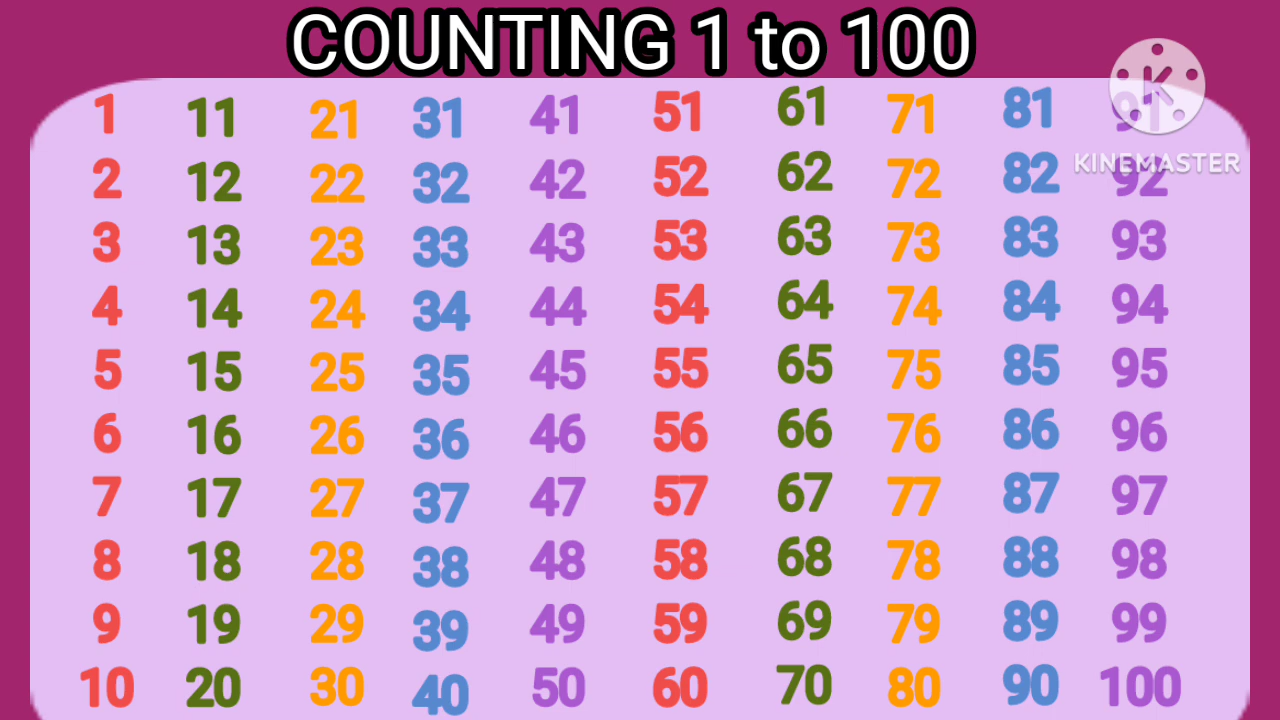 COUNTING 1 to 100
1 11 21 31 41 51 61 71 81 91
K
KINEMASTER
2 12 22 32 42 52 62 72 82 92
3 13 23 33 43 53 63 73 83 93
4 14 24 34 44 54 64 74 84 94
5 15 25 35 45 55 65 75 85 95
6 16 26 36 46 56 66 76 86 96
7 17 27 37 47 57 67 77 87 97
8 18 28 38 48 58 68 78 88 98
9 19 29 39 49 59 69 79 89 99
10 20 30 40 50 60 70 80 90 100